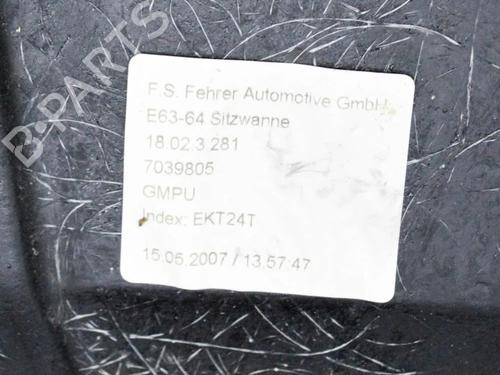 B-PARTS
F.S. Fehrer Automotive GmbH
E63-64 Sitzwanne
18.02.3.281
7039805
GMPU
Index: EKT24T
15.05.2007 / 13:57:47